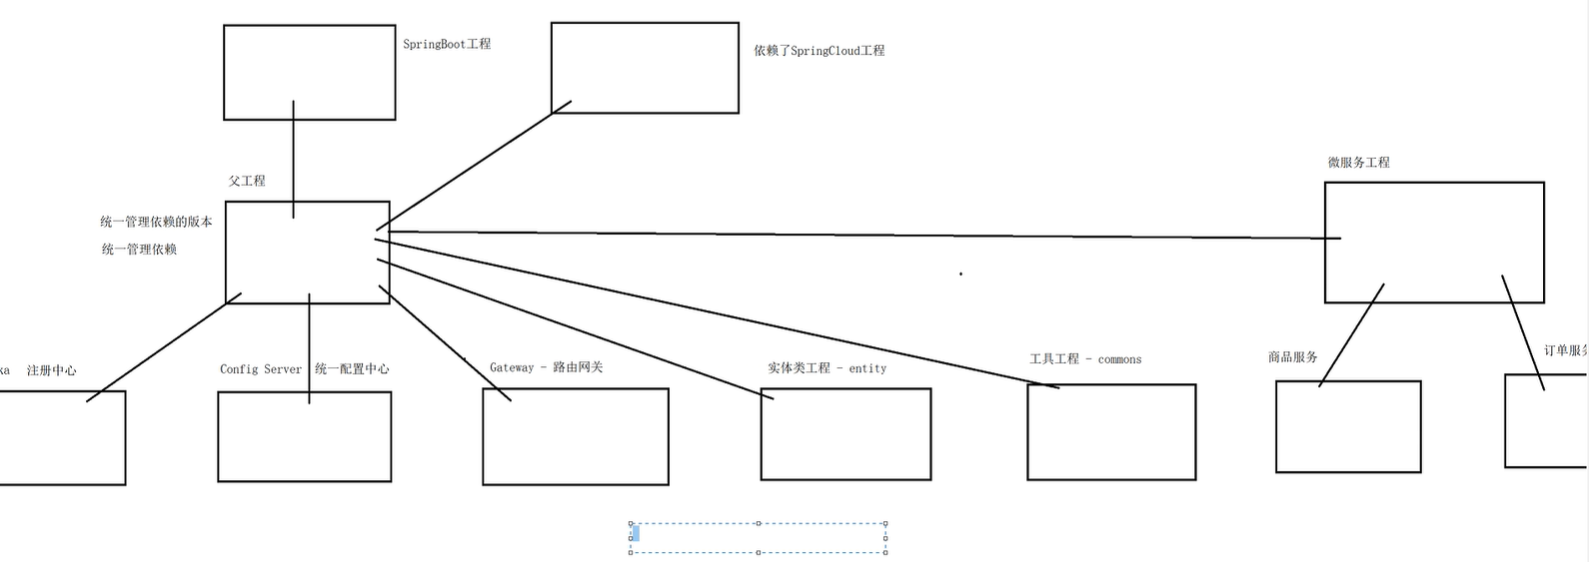 SpringBoot工程
依赖了SpringCloud工程
微服务工程
父工程
统一管理依赖的版本
统一管理依赖
注册中心
Config Server 统一配置中心
Gateway - 路由网关
实体类工程 - entity
工具工程 - commons
商品服务
订单服